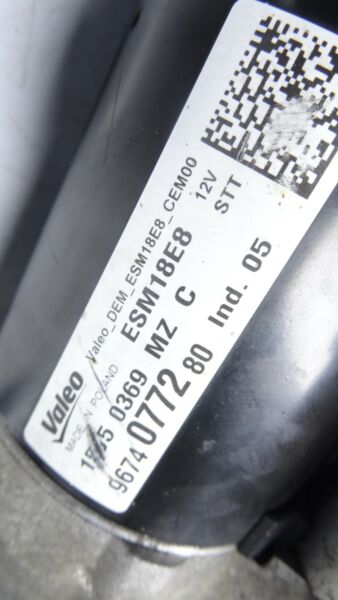 Valeo
MADE IN POLAND
Valeo_DEM_ESM18E8_CEM00
ESM18E8
12V
STT
0369 MZ C
9674 0772 80 Ind. 05